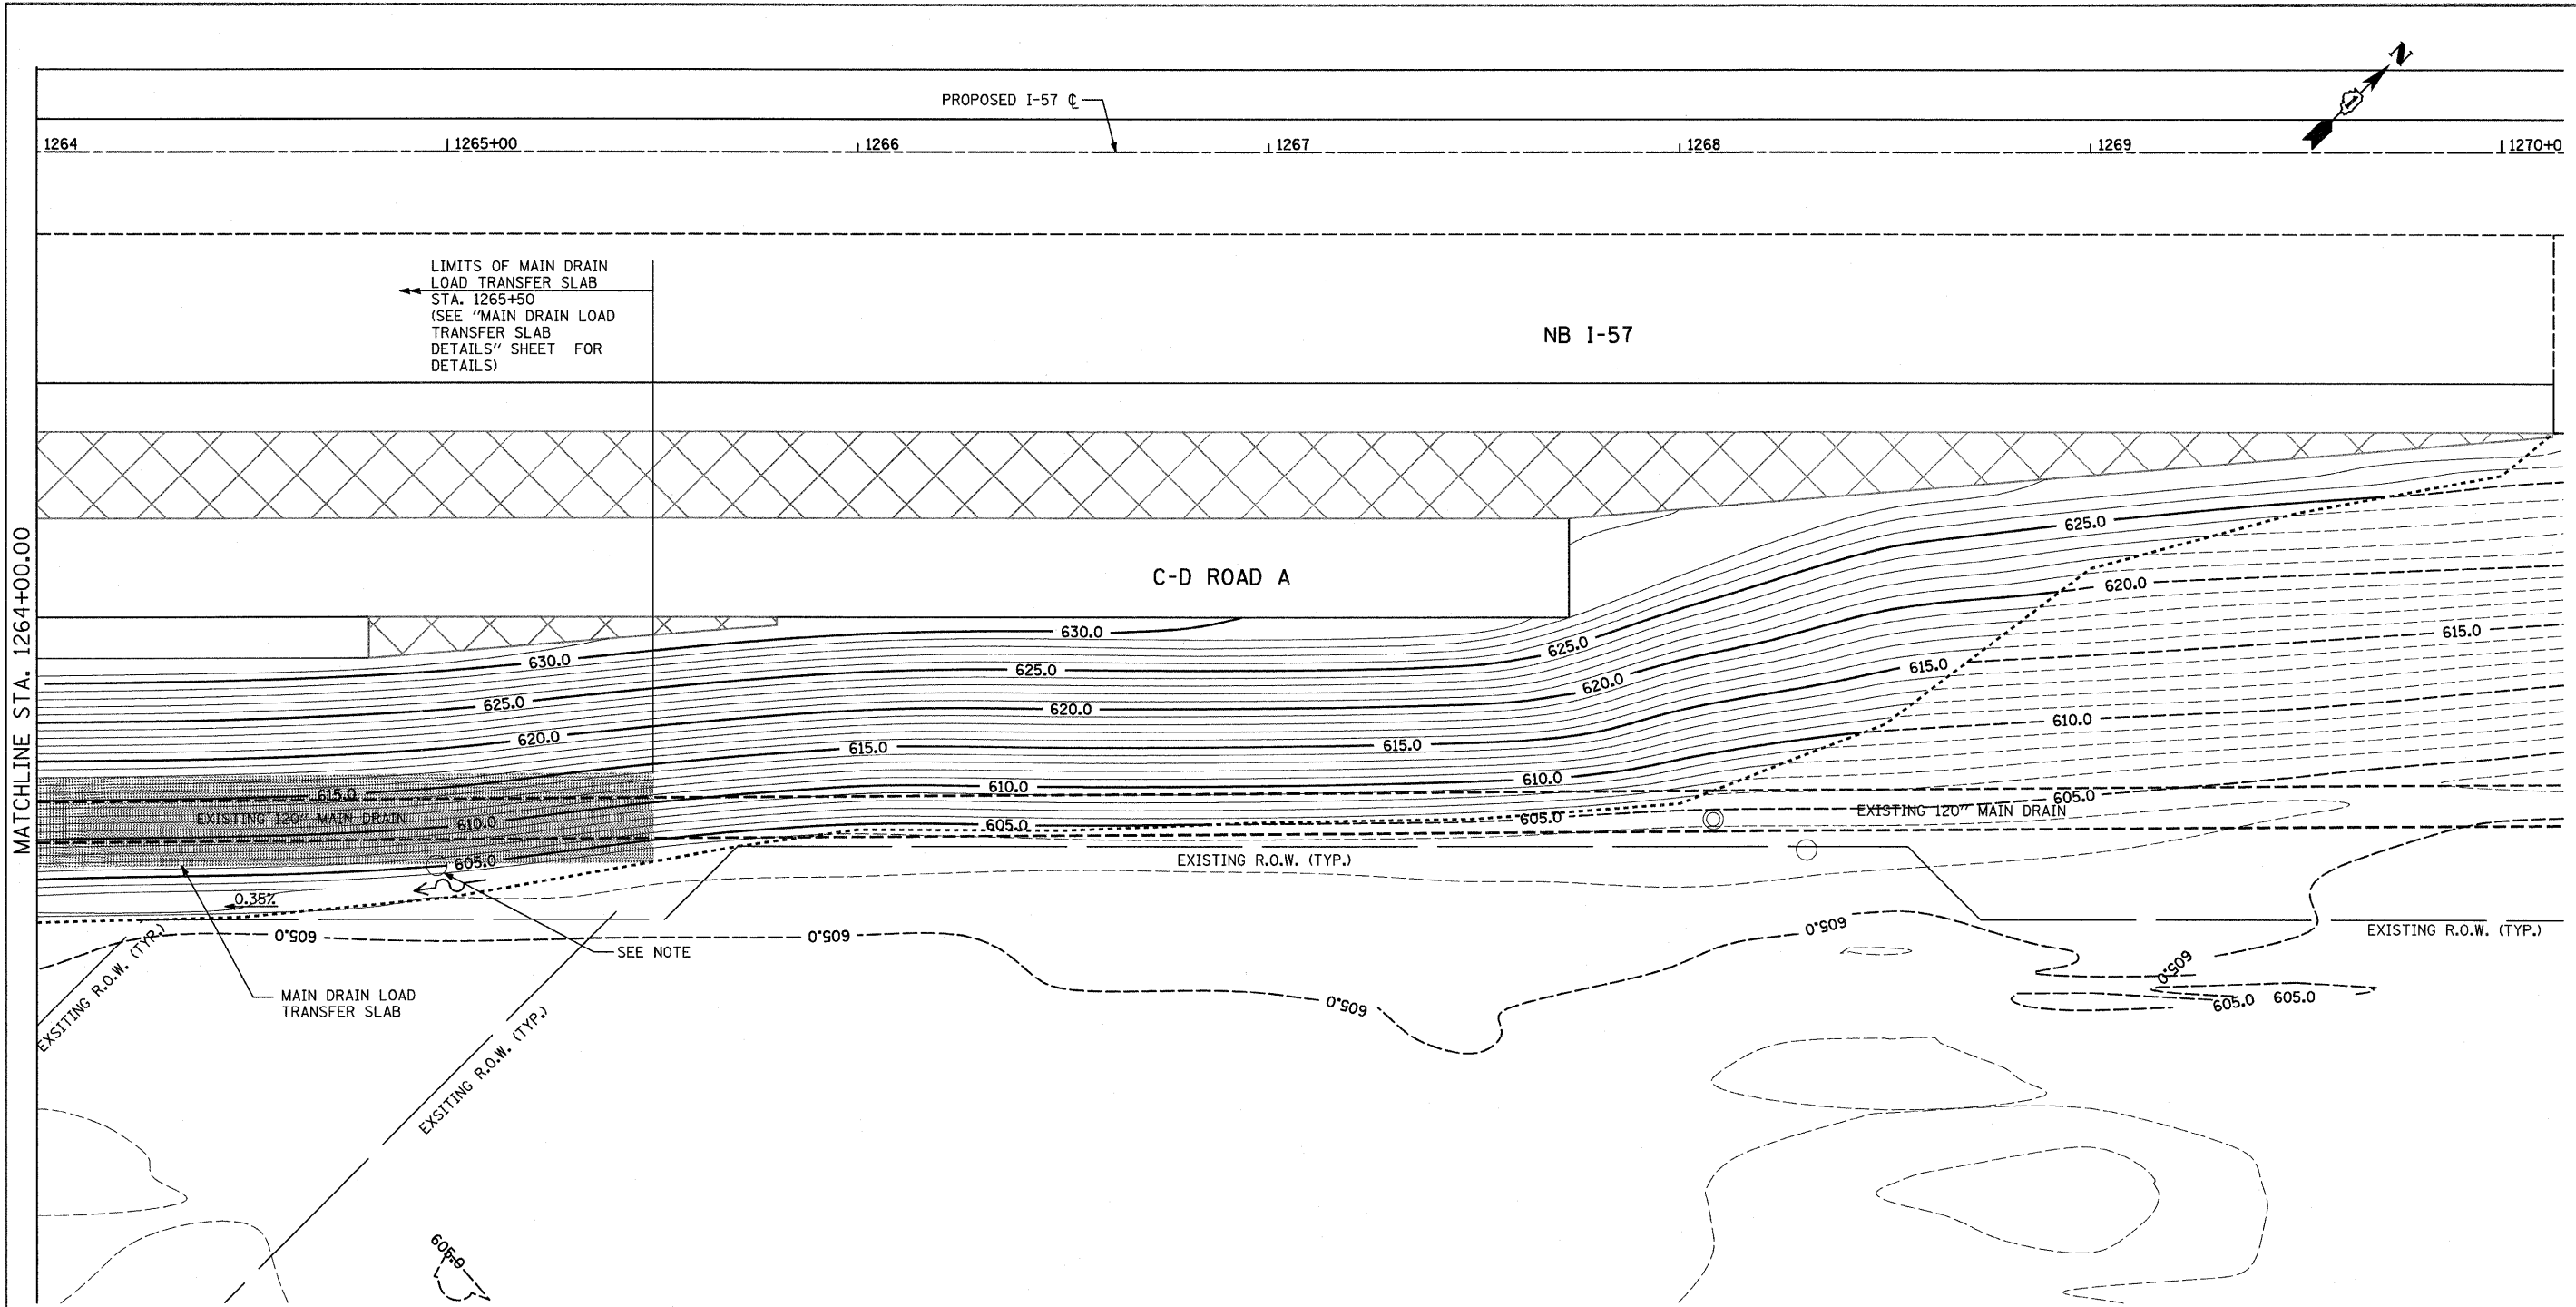 N
PROPOSED I-57 ℄
1264
1265+00
1266
1267
1268
1269
1270+0
LIMITS OF MAIN DRAIN
LOAD TRANSFER SLAB
STA. 1265+50
(SEE "MAIN DRAIN LOAD
TRANSFER SLAB
DETAILS" SHEET FOR
DETAILS)
NB I-57
MATCHLINE STA. 1264+00.00
C-D ROAD A
625.0
620.0
630.0
630.0
625.0
625.0
625.0
615.0
615.0
620.0
620.0
620.0
610.0
615.0
615.0
610.0
610.0
615.0
605.0
EXISTING 120" MAIN DRAIN
EXISTING 120" MAIN DRAIN
610.0
605.0
605.0
EXISTING R.O.W. (TYP.)
605.0
0.35%
605.0
605.0
605.0
EXISTING R.O.W. (TYP.)
SEE NOTE
605.0
605.0
605.0
605.0
EXSITING R.O.W. (TYP.)
MAIN DRAIN LOAD
TRANSFER SLAB
EXSITING R.O.W. (TYP.)
605.0